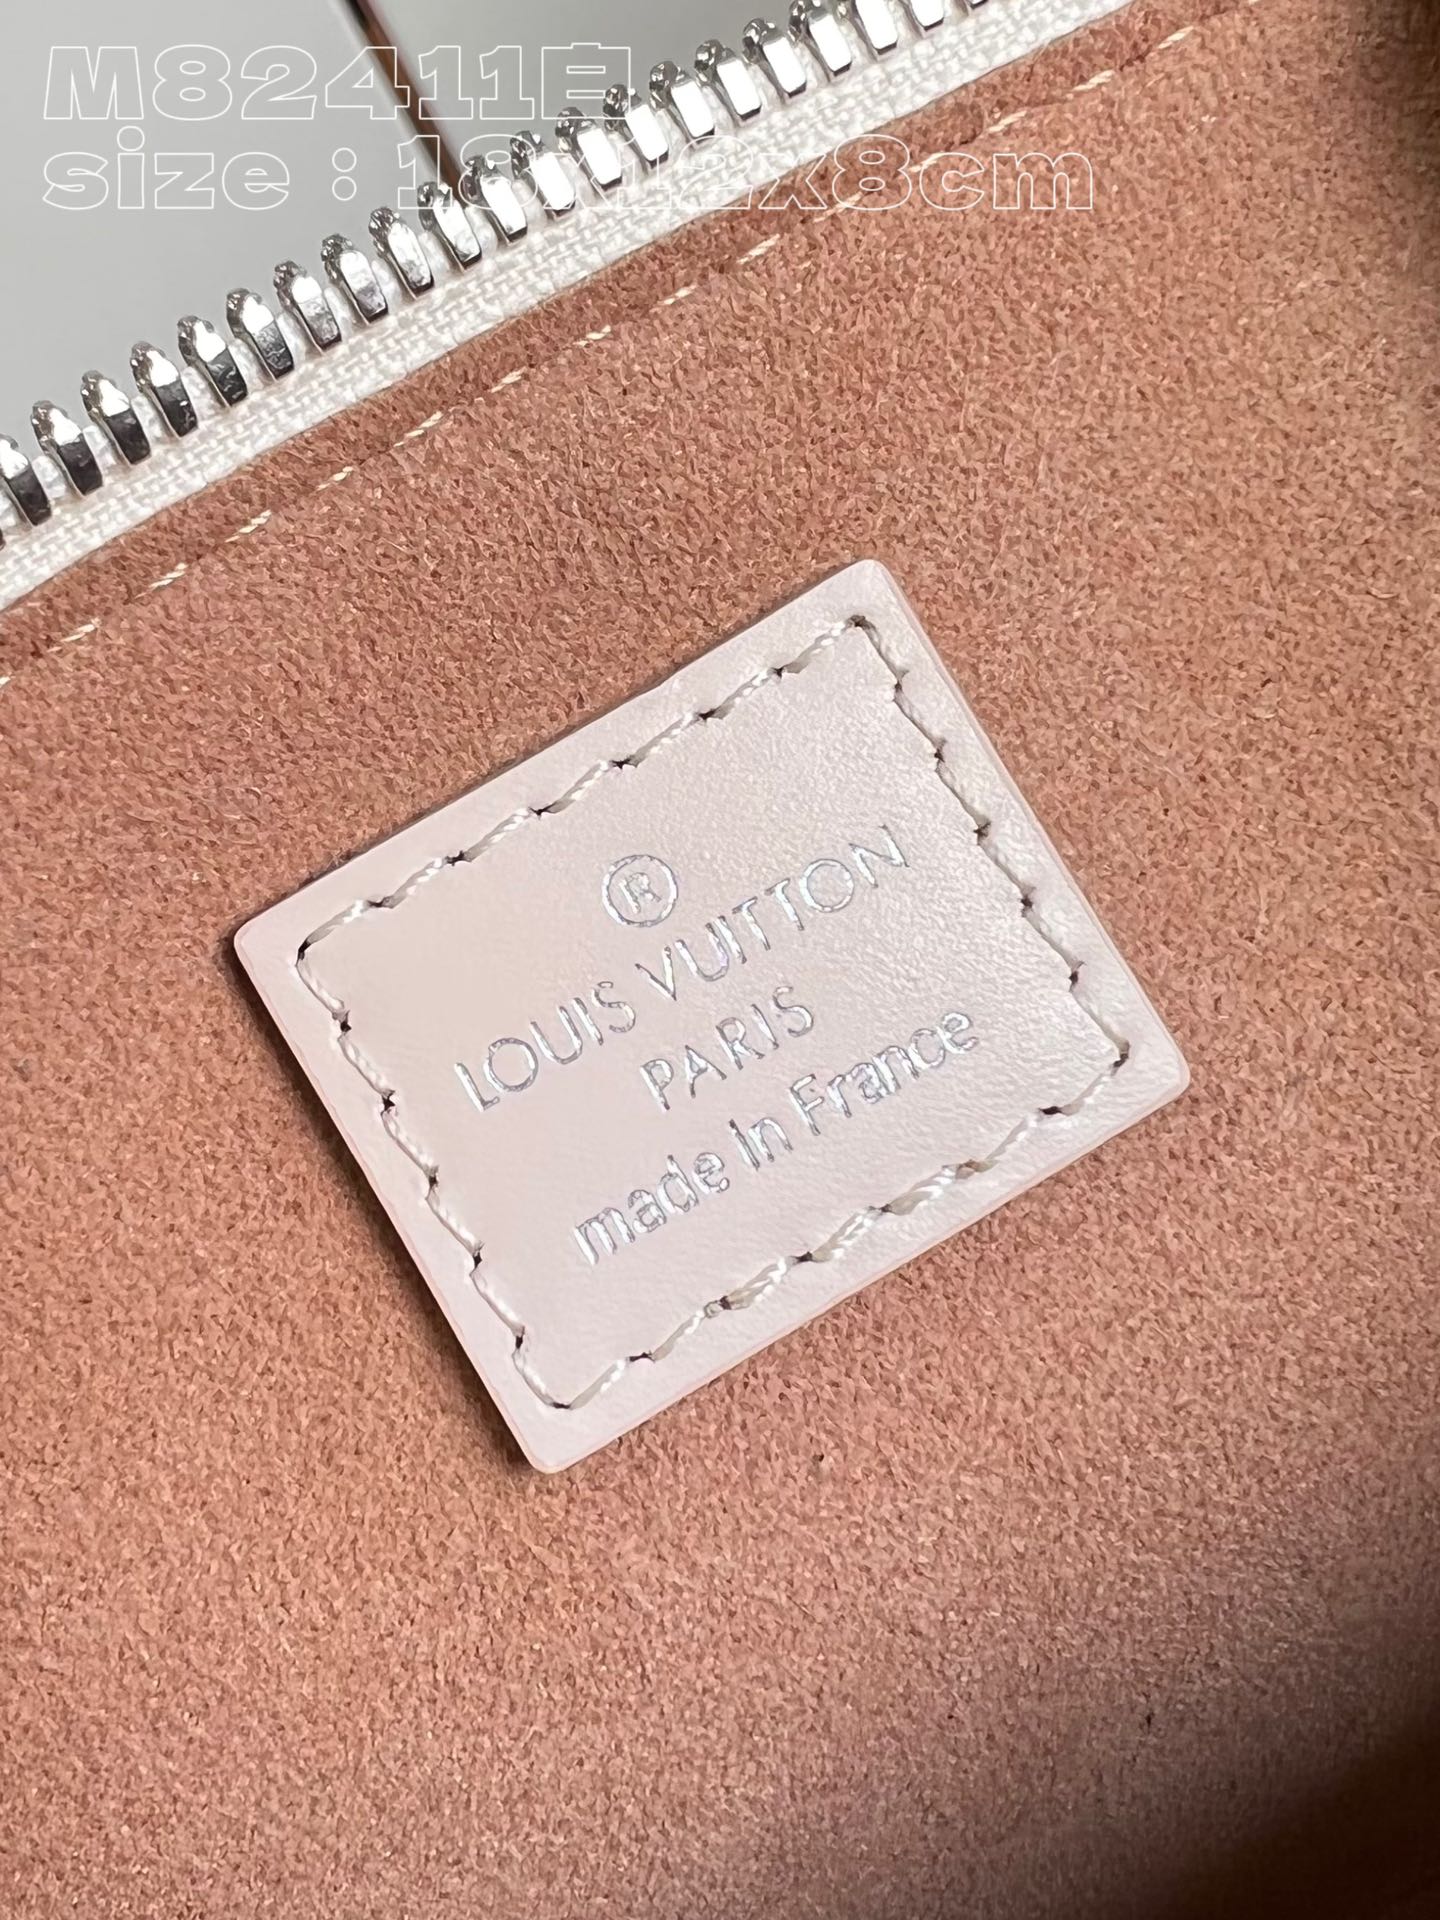 M82411白
size：18x12x8cm
®
LOUIS VUITTON
PARIS
made in France